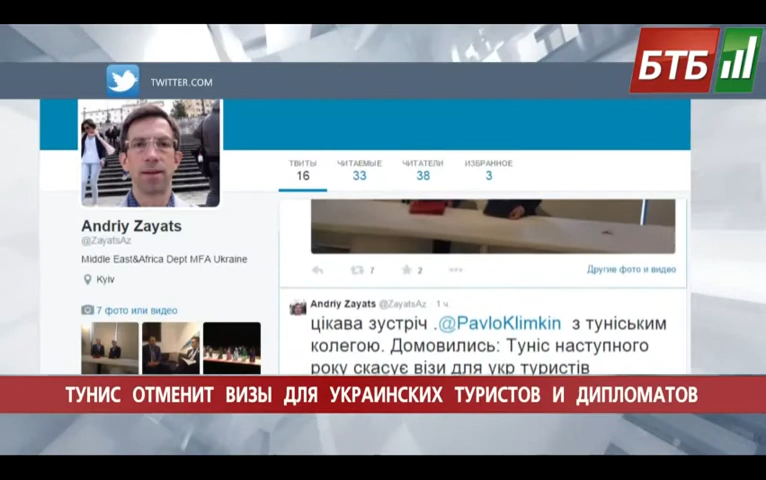 БТБ
TWITTER.COM
ТВИТЫ ЧИТАЕМЫЕ ЧИТАТЕЛИ ИЗБРАННОЕ
16 33 38 3
Andriy Zayats
@ZayatsAz
Middle East&Africa Dept MFA Ukraine
Kyiv
7 фото или видео
7 2
Другие фото и видео
Andriy Zayats @ZayatsAz · 1 ч.
цікава зустріч .@PavloKlimkin з туніським
колегою. Домовились: Туніс наступного
року скасує візи для укр туристів
ТУНИС ОТМЕНИТ ВИЗЫ ДЛЯ УКРАИНСКИХ ТУРИСТОВ И ДИПЛОМАТОВ